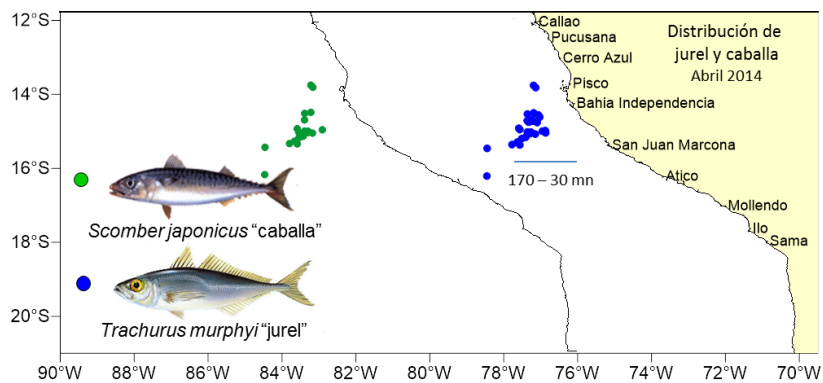 12°S
14°S
16°S
18°S
20°S
Callao
Pucusana
Cerro Azul
Pisco
Bahia Independencia
San Juan Marcona
Atico
Mollendo
Ilo
Sama
Distribución de
jurel y caballa
Abril 2014
170 – 30 mn
Scomber japonicus “caballa”
Trachurus murphyi “jurel”
90°W 88°W 86°W 84°W 82°W 80°W 78°W 76°W 74°W 72°W 70°W